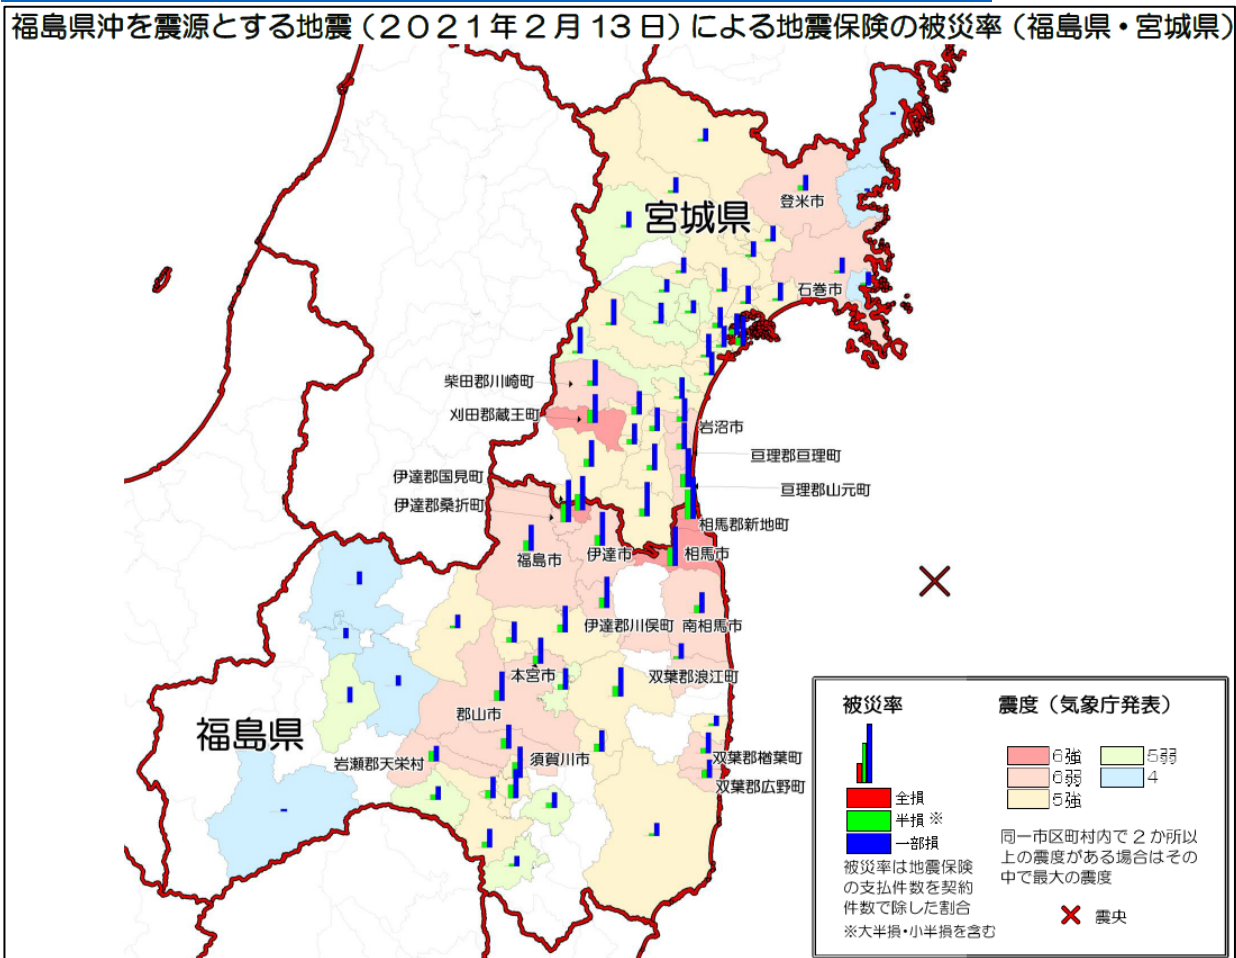 福島県沖を震源とする地震（２０２１年２月13日）による地震保険の被災率（福島県・宮城県）
登米市
宮城県
石巻市
柴田郡川崎町
刈田郡蔵王町
岩沼市
亘理郡亘理町
伊達郡国見町
亘理郡山元町
伊達郡桑折町
相馬郡新地町
福島市
伊達市
相馬市
伊達郡川俣町
南相馬市
本宮市
双葉郡浪江町
郡山市
福島県
岩瀬郡天栄村
須賀川市
双葉郡楢葉町
双葉郡広野町
被災率
全損
半損 ※
一部損
被災率は地震保険
の支払件数を契約
件数で除した割合
※大半損・小半損を含む
震度（気象庁発表）
6強
5弱
6弱
4
5強
同一市区町村内で２か所以
上の震度がある場合はその
中で最大の震度
震央